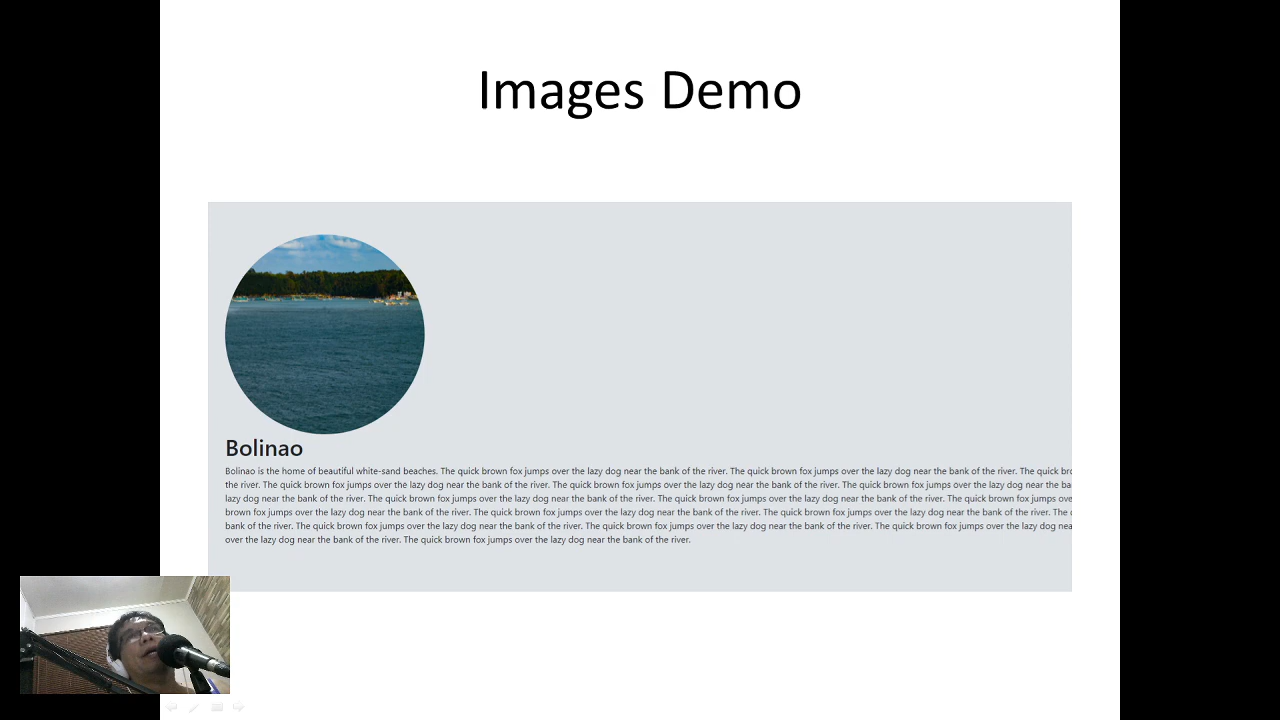 Images Demo
Bolinao
Bolinao is the home of beautiful white-sand beaches. The quick brown fox jumps over the lazy dog near the bank of the river. The quick brown fox jumps over the lazy dog near the bank of the river. The quick
the river. The quick brown fox jumps over the lazy dog near the bank of the river. The quick brown fox jumps over the lazy dog near the bank of the river. The quick brown fox jumps over the lazy dog near the
lazy dog near the bank of the river. The quick brown fox jumps over the lazy dog near the bank of the river. The quick brown fox jumps over the lazy dog near the bank of the river. The quick brown fox jumps
brown fox jumps over the lazy dog near the bank of the river. The quick brown fox jumps over the lazy dog near the bank of the river. The quick brown fox jumps over the lazy dog near the bank of the river. The
bank of the river. The quick brown fox jumps over the lazy dog near the bank of the river. The quick brown fox jumps over the lazy dog near the bank of the river. The quick brown fox jumps over the lazy dog
over the lazy dog near the bank of the river. The quick brown fox jumps over the lazy dog near the bank of the river.